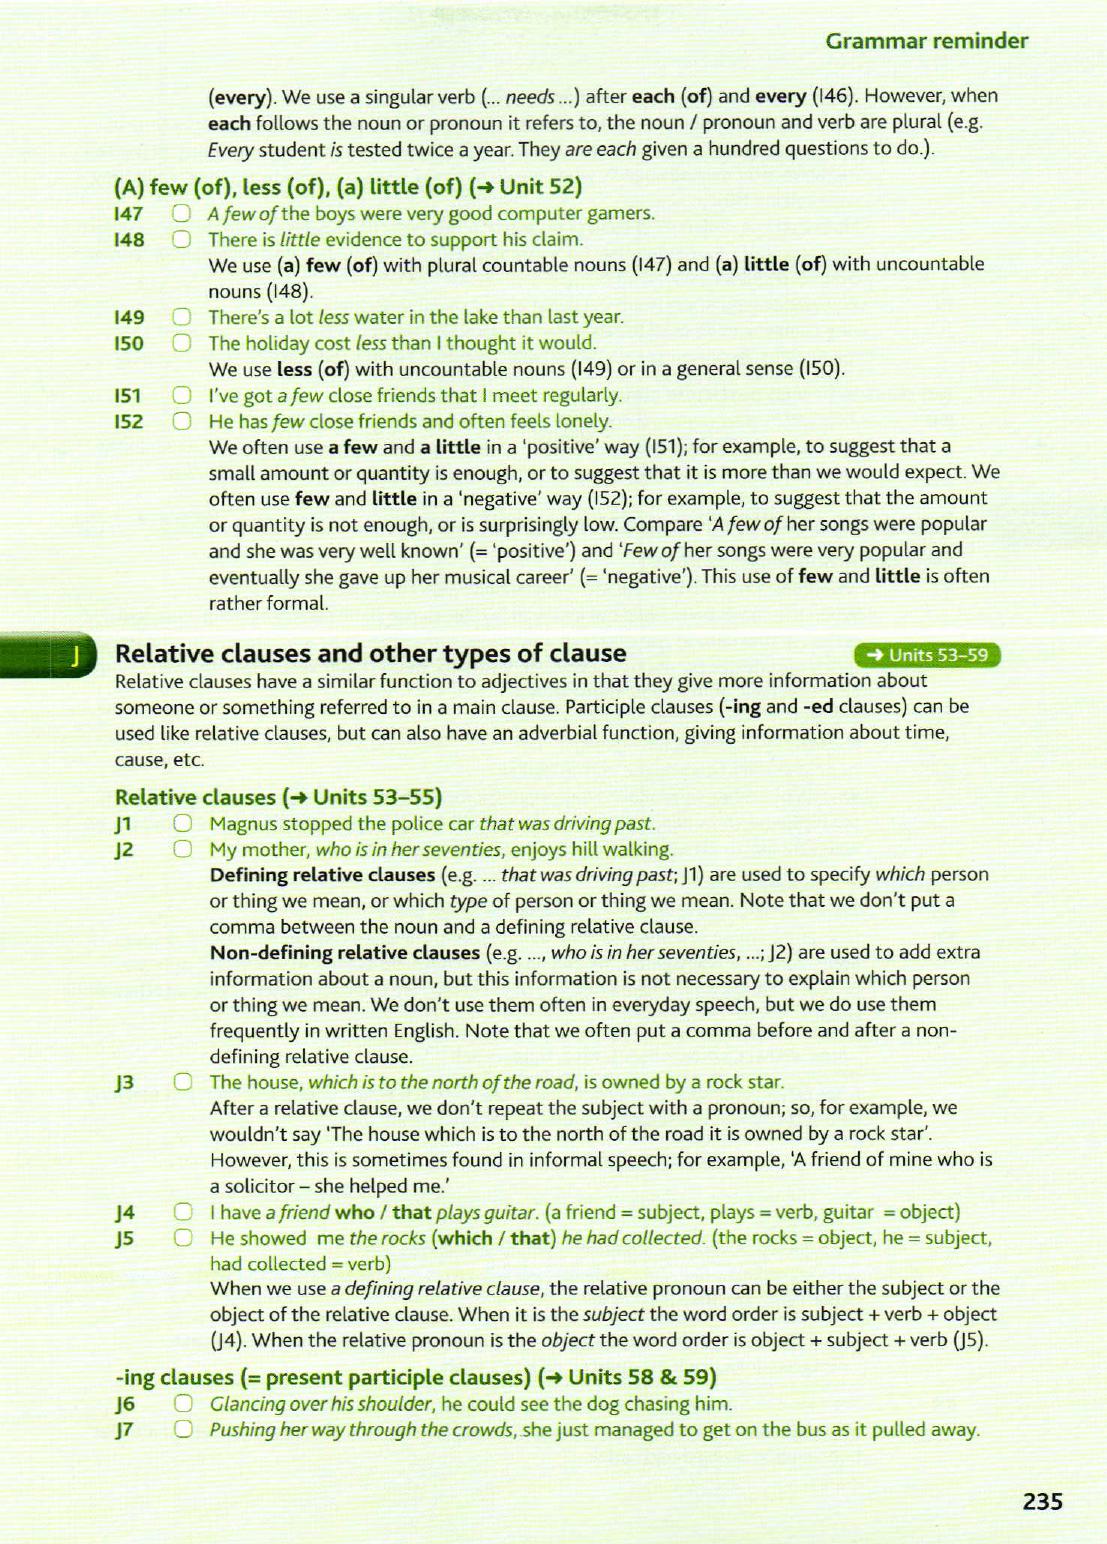 Grammar reminder
(every). We use a singular verb (... needs ...) after each (of) and every (I46). However, when
each follows the noun or pronoun it refers to, the noun / pronoun and verb are plural (e.g.
Every student is tested twice a year. They are each given a hundred questions to do.).
(A) few (of), less (of), (a) little (of) (→ Unit 52)
I47 A few of the boys were very good computer gamers.
I48 There is little evidence to support his claim.
We use (a) few (of) with plural countable nouns (I47) and (a) little (of) with uncountable
nouns (I48).
I49 There's a lot less water in the lake than last year.
I50 The holiday cost less than I thought it would.
We use less (of) with uncountable nouns (I49) or in a general sense (I50).
I51 I've got a few close friends that I meet regularly.
I52 He has few close friends and often feels lonely.
We often use a few and a little in a 'positive' way (I51); for example, to suggest that a
small amount or quantity is enough, or to suggest that it is more than we would expect. We
often use few and little in a 'negative' way (I52); for example, to suggest that the amount
or quantity is not enough, or is surprisingly low. Compare 'A few of her songs were popular
and she was very well known' (= 'positive') and 'Few of her songs were very popular and
eventually she gave up her musical career' (= 'negative'). This use of few and little is often
rather formal.
J Relative clauses and other types of clause → Units 53–59
Relative clauses have a similar function to adjectives in that they give more information about
someone or something referred to in a main clause. Participle clauses (-ing and -ed clauses) can be
used like relative clauses, but can also have an adverbial function, giving information about time,
cause, etc.
Relative clauses (→ Units 53–55)
J1 Magnus stopped the police car that was driving past.
J2 My mother, who is in her seventies, enjoys hill walking.
Defining relative clauses (e.g. ... that was driving past; J1) are used to specify which person
or thing we mean, or which type of person or thing we mean. Note that we don't put a
comma between the noun and a defining relative clause.
Non-defining relative clauses (e.g. ..., who is in her seventies, ...; J2) are used to add extra
information about a noun, but this information is not necessary to explain which person
or thing we mean. We don't use them often in everyday speech, but we do use them
frequently in written English. Note that we often put a comma before and after a non-
defining relative clause.
J3 The house, which is to the north of the road, is owned by a rock star.
After a relative clause, we don't repeat the subject with a pronoun; so, for example, we
wouldn't say 'The house which is to the north of the road it is owned by a rock star'.
However, this is sometimes found in informal speech; for example, 'A friend of mine who is
a solicitor – she helped me.'
J4 I have a friend who / that plays guitar. (a friend = subject, plays = verb, guitar = object)
J5 He showed me the rocks (which / that) he had collected. (the rocks = object, he = subject,
had collected = verb)
When we use a defining relative clause, the relative pronoun can be either the subject or the
object of the relative clause. When it is the subject the word order is subject + verb + object
(J4). When the relative pronoun is the object the word order is object + subject + verb (J5).
-ing clauses (= present participle clauses) (→ Units 58 & 59)
J6 Glancing over his shoulder, he could see the dog chasing him.
J7 Pushing her way through the crowds, she just managed to get on the bus as it pulled away.
235